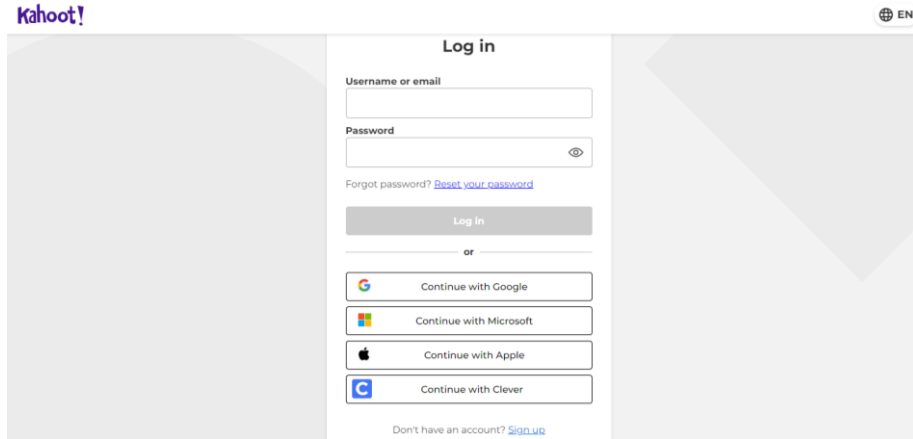 Kahoot!
EN
Log in
Username or email
Password
Forgot password? Reset your password
Log in
or
Continue with Google
Continue with Microsoft
Continue with Apple
C Continue with Clever
Don't have an account? Sign up